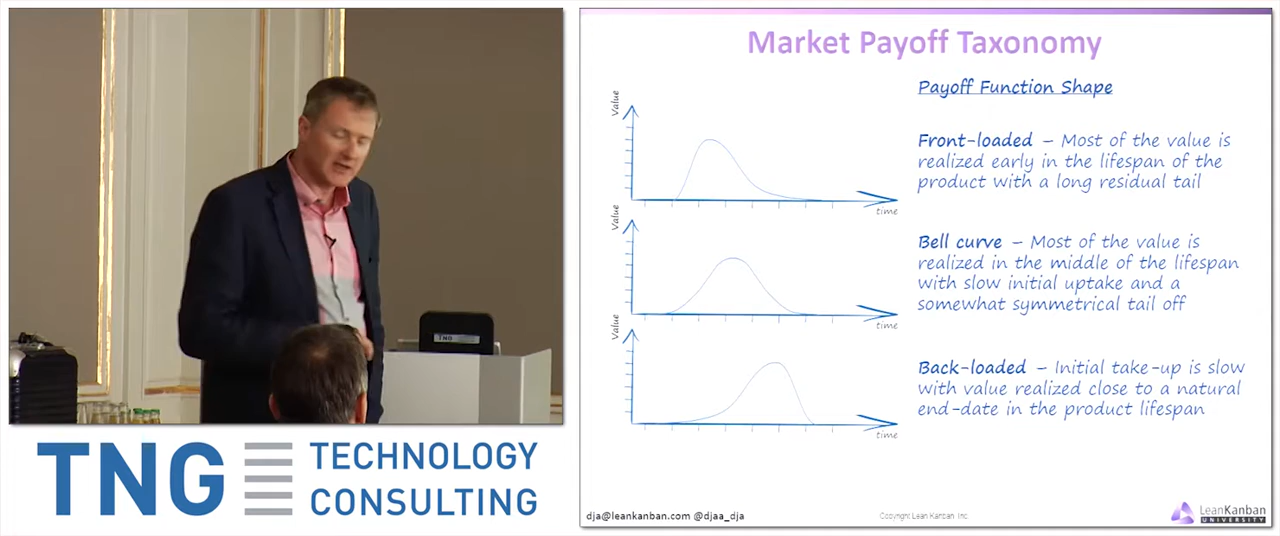 TNG
TECHNOLOGY
CONSULTING
TNG
Market Payoff Taxonomy
Payoff Function Shape
Value
time
Front-loaded – Most of the value is
realized early in the lifespan of the
product with a long residual tail
Value
time
Bell curve – Most of the value is
realized in the middle of the lifespan
with slow initial uptake and a
somewhat symmetrical tail off
Value
time
Back-loaded – Initial take-up is slow
with value realized close to a natural
end-date in the product lifespan
dja@leankanban.com @djaa_dja
Copyright Lean Kanban Inc.
LeanKanban
UNIVERSITY